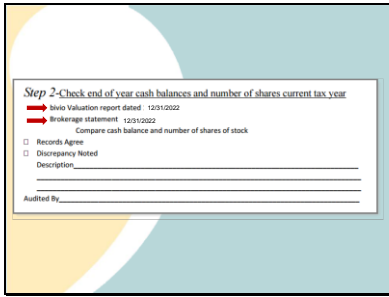 Step 2-Check end of year cash balances and number of shares current tax year
bivio Valuation report dated 12/31/2022
Brokerage statement 12/31/2022
Compare cash balance and number of shares of stock
□ Records Agree
□ Discrepancy Noted
Description
Audited By